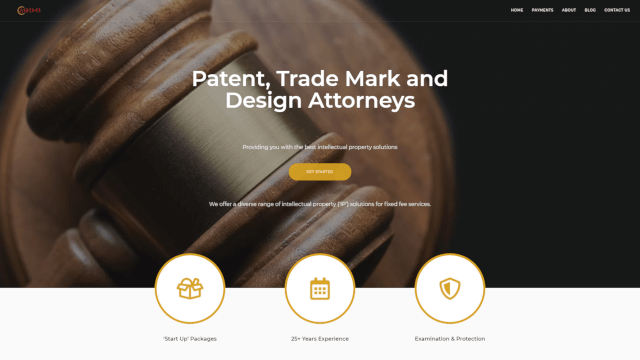 HOME PAYMENTS ABOUT BLOG CONTACT US
Patent, Trade Mark and
Design Attorneys
Providing you with the best intellectual property solutions
GET STARTED
We offer a diverse range of intellectual property ('IP') solutions for fixed fee services.
'Start Up' Packages
25+ Years Experience
Examination & Protection